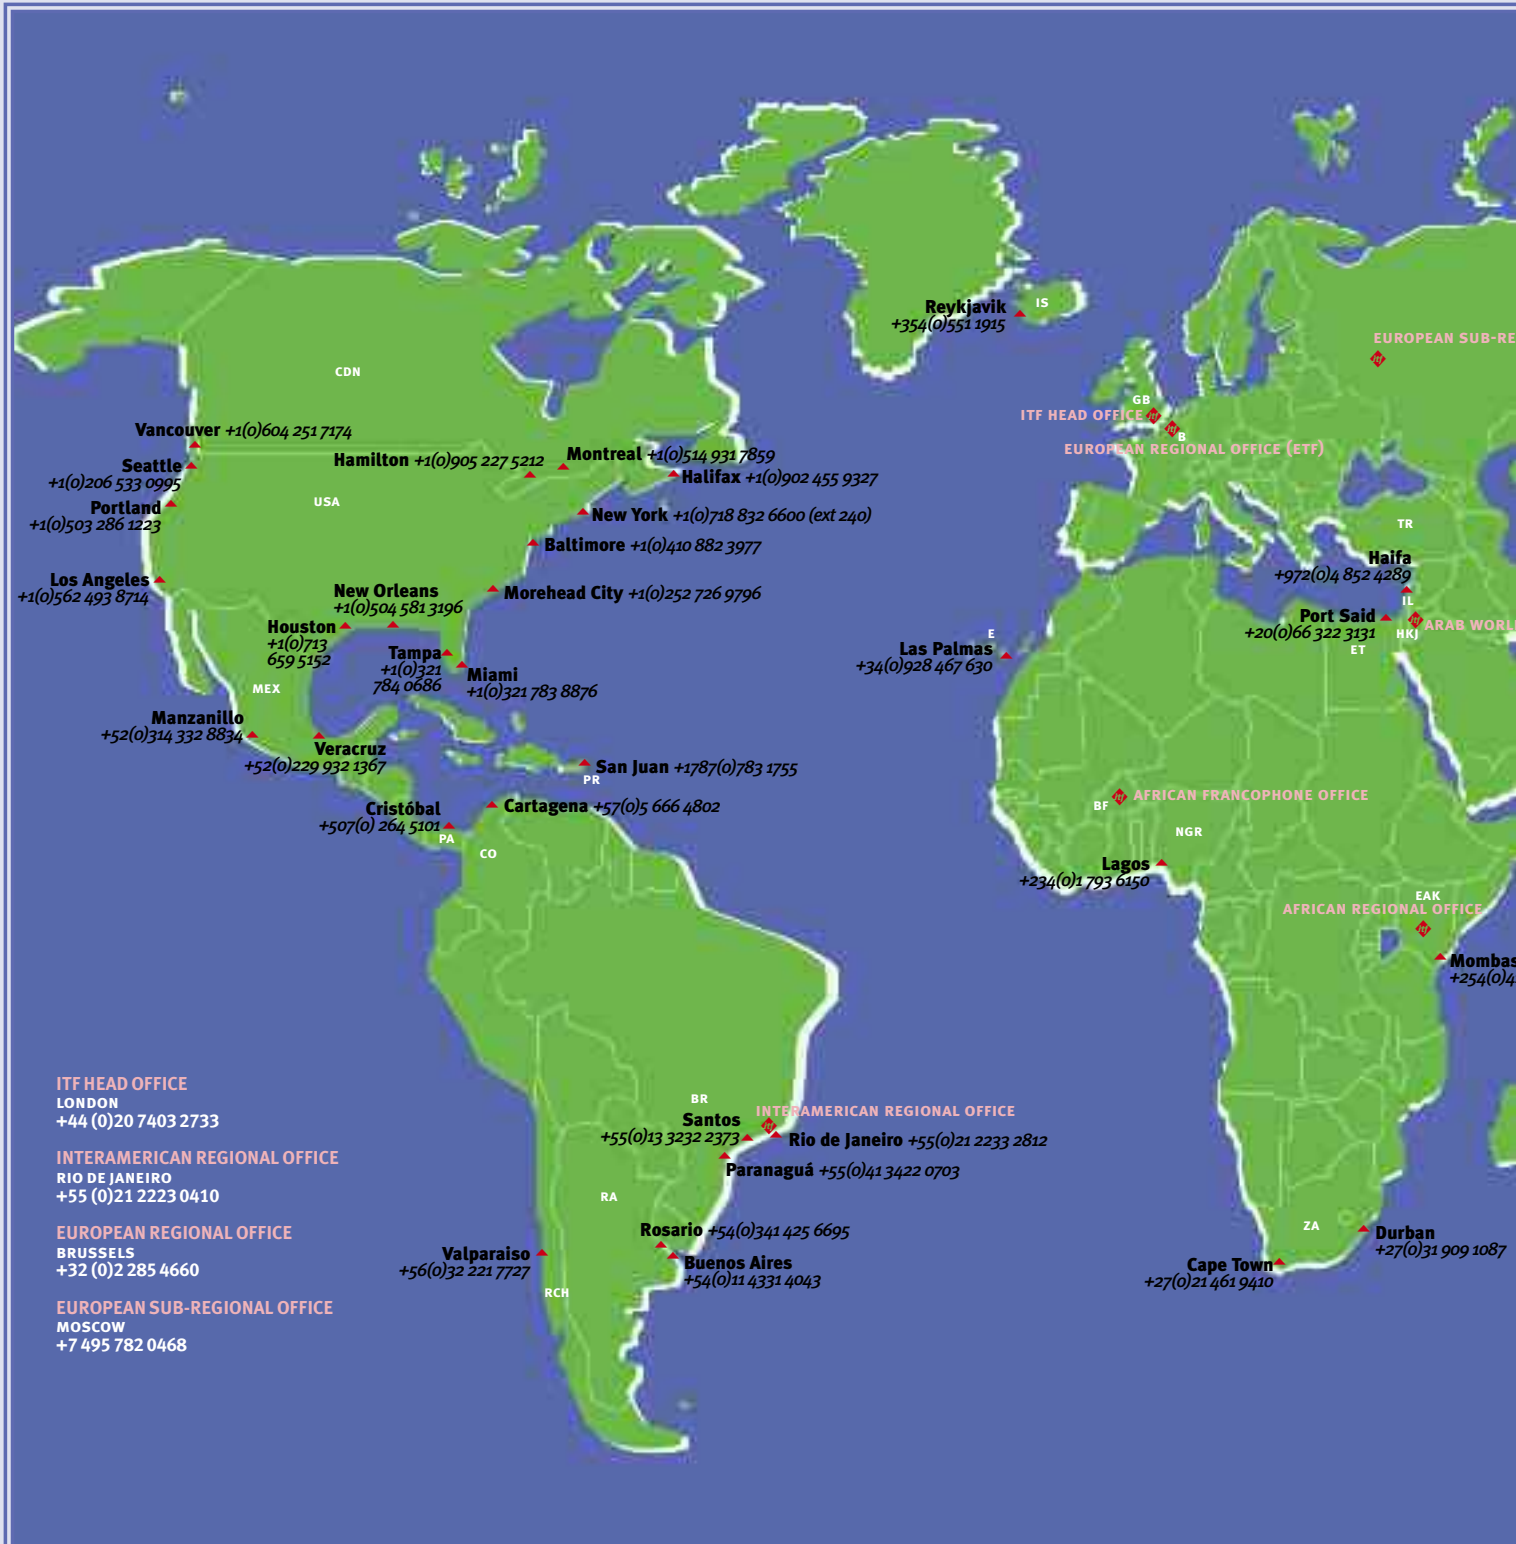 Reykjavik
+354(0)551 1915
IS
EUROPEAN SUB-RE
CDN
GB
ITF HEAD OFFICE
B
EUROPEAN REGIONAL OFFICE (ETF)
Vancouver +1(0)604 251 7174
Seattle
+1(0)206 533 0995
Portland
+1(0)503 286 1223
Hamilton +1(0)905 227 5212
Montreal +1(0)514 931 7859
Halifax +1(0)902 455 9327
USA
New York +1(0)718 832 6600 (ext 240)
Baltimore +1(0)410 882 3977
TR
Haifa
+972(0)4 852 4289
IL
Los Angeles
+1(0)562 493 8714
New Orleans
+1(0)504 581 3196
Morehead City +1(0)252 726 9796
Houston
+1(0)713
659 5152
Tampa
+1(0)321
784 0686
Miami
+1(0)321 783 8876
Port Said
+20(0)66 322 3131
ARAB WORL
HKJ
ET
E
Las Palmas
+34(0)928 467 630
MEX
Manzanillo
+52(0)314 332 8834
Veracruz
+52(0)229 932 1367
San Juan +1787(0)783 1755
PR
Cristóbal
+507(0) 264 5101
PA
Cartagena +57(0)5 666 4802
CO
AFRICAN FRANCOPHONE OFFICE
BF
NGR
Lagos
+234(0)1 793 6150
EAK
AFRICAN REGIONAL OFFICE
Mombas
+254(0)4
ITF HEAD OFFICE
LONDON
+44 (0)20 7403 2733
INTERAMERICAN REGIONAL OFFICE
RIO DE JANEIRO
+55 (0)21 2223 0410
EUROPEAN REGIONAL OFFICE
BRUSSELS
+32 (0)2 285 4660
EUROPEAN SUB-REGIONAL OFFICE
MOSCOW
+7 495 782 0468
BR
INTERAMERICAN REGIONAL OFFICE
Santos
+55(0)13 3232 2373
Rio de Janeiro +55(0)21 2233 2812
Paranaguá +55(0)41 3422 0703
RA
Rosario +54(0)341 425 6695
Valparaiso
+56(0)32 221 7727
Buenos Aires
+54(0)11 4331 4043
RCH
ZA
Durban
+27(0)31 909 1087
Cape Town
+27(0)21 461 9410